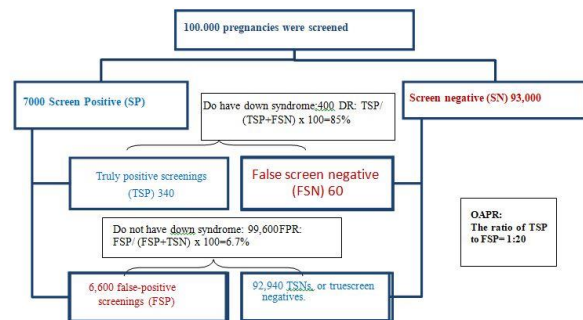 100.000 pregnancies were screened
7000 Screen Positive (SP)
Screen negative (SN) 93,000
Do have down syndrome;400 DR: TSP/
(TSP+FSN) x 100=85%
Truly positive screenings
(TSP) 340
False screen negative
(FSN) 60
Do not have down syndrome: 99,600FPR:
FSP/ (FSP+TSN) x 100=6.7%
OAPR:
The ratio of TSP
to FSP= 1:20
6,600 false-positive
screenings (FSP)
92,940 TSNs, or truescreen
negatives.